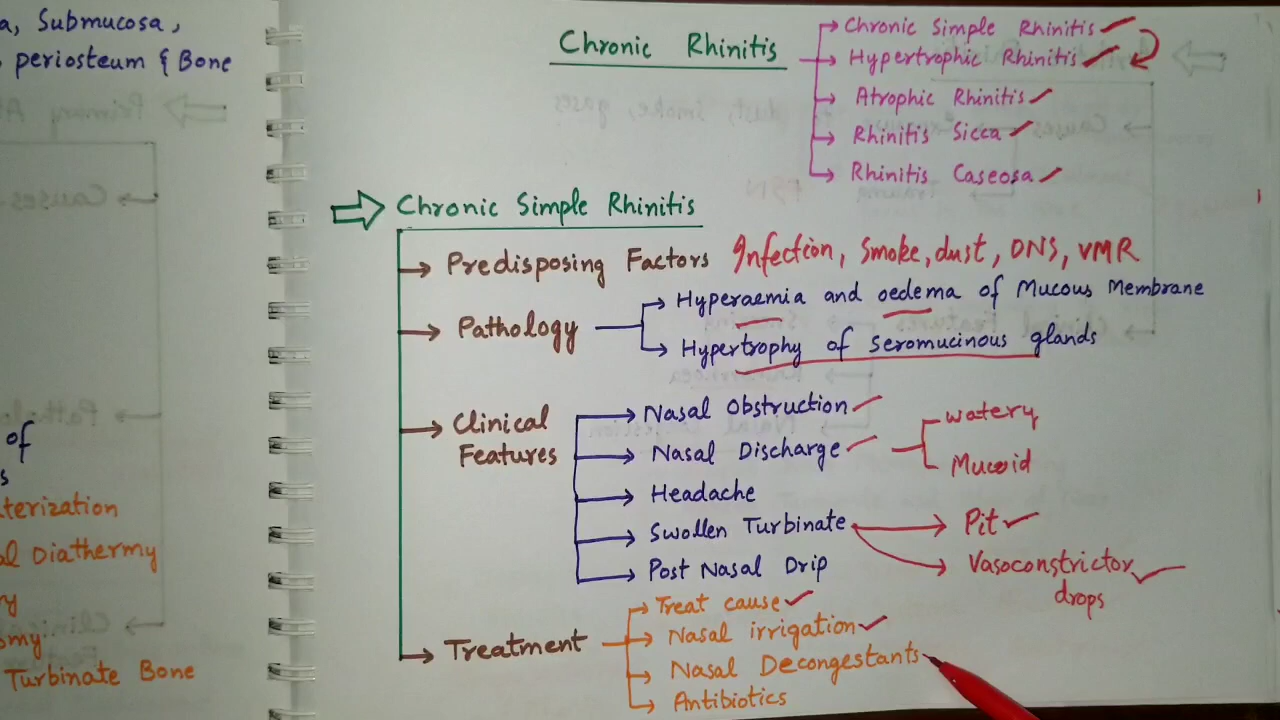 a, Submucosa,
periosteum & Bone
of
s
terization
al Diathermy
ry
omy
Turbinate Bone
Chronic Rhinitis
Chronic Simple Rhinitis
Hypertrophic Rhinitis
Atrophic Rhinitis
Rhinitis Sicca
Rhinitis Caseosa
Chronic Simple Rhinitis
Predisposing Factors Infection, Smoke, dust, DNS, VMR
Pathology
Hyperaemia and oedema of Mucous Membrane
Hypertrophy of Seromucinous glands
Clinical
Features
Nasal Obstruction
Nasal Discharge
watery
Mucoid
Headache
Swollen Turbinate
Pit
Vasoconstrictor
drops
Post Nasal Drip
Treatment
Treat cause
Nasal irrigation
Nasal Decongestants
Antibiotics